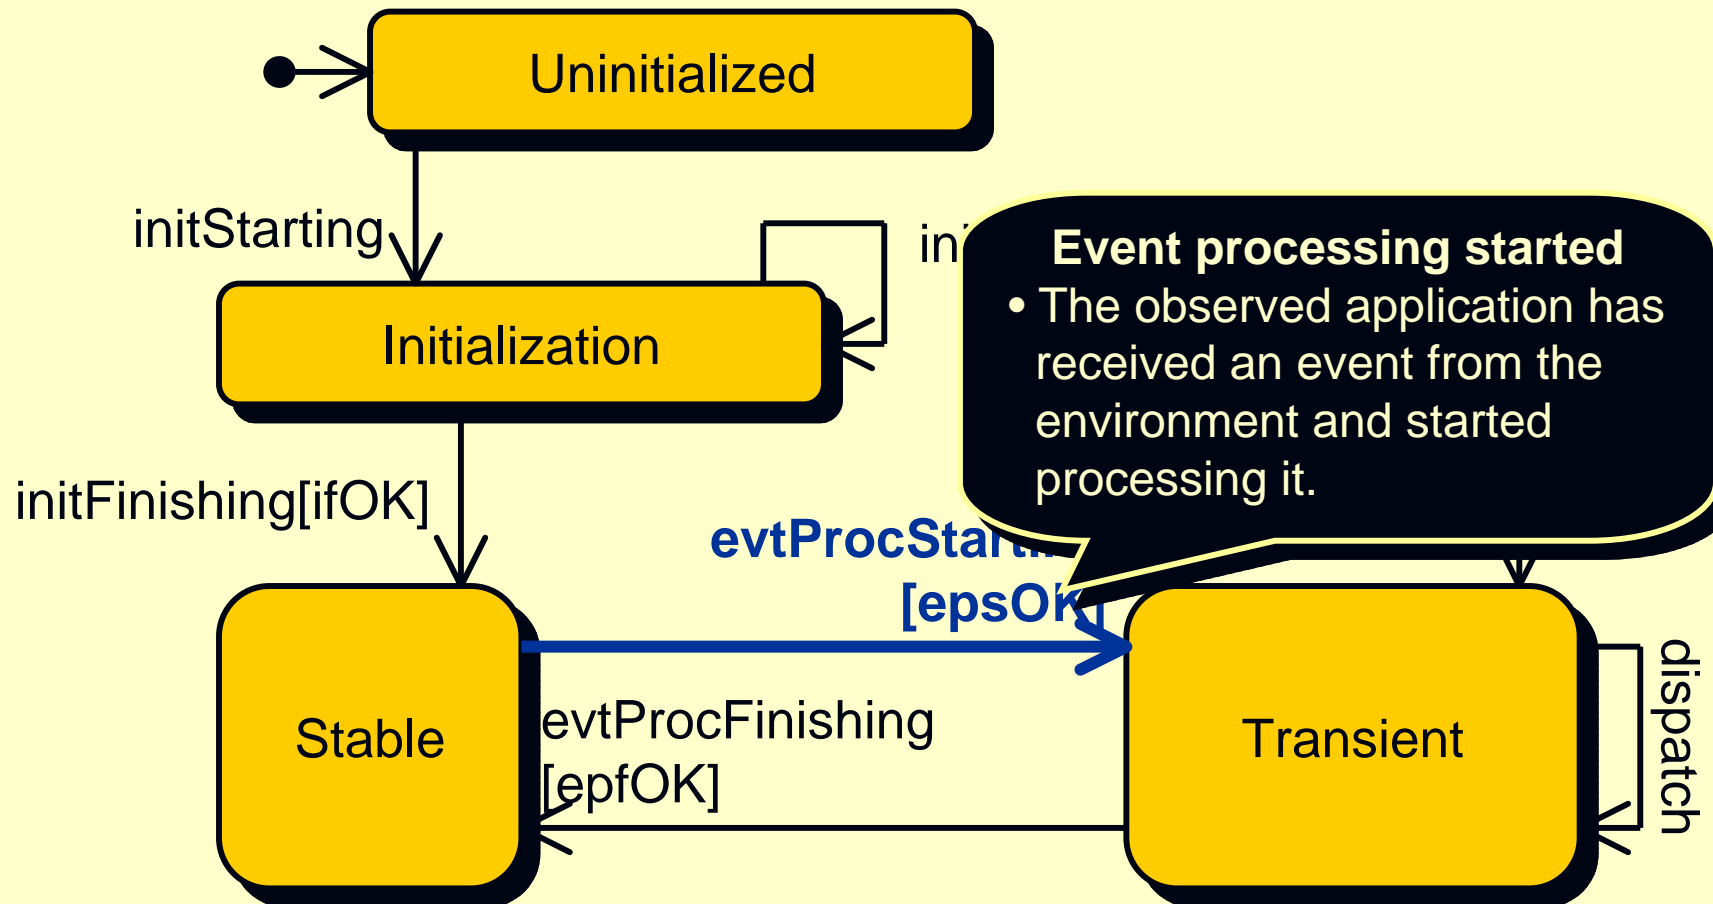 Uninitialized
initStarting
Event processing started
• The observed application has
received an event from the
environment and started
processing it.
Initialization
initFinishing[ifOK]
[epsOK]
dispatch
evtProcFinishing
[epfOK]
Stable
Transient